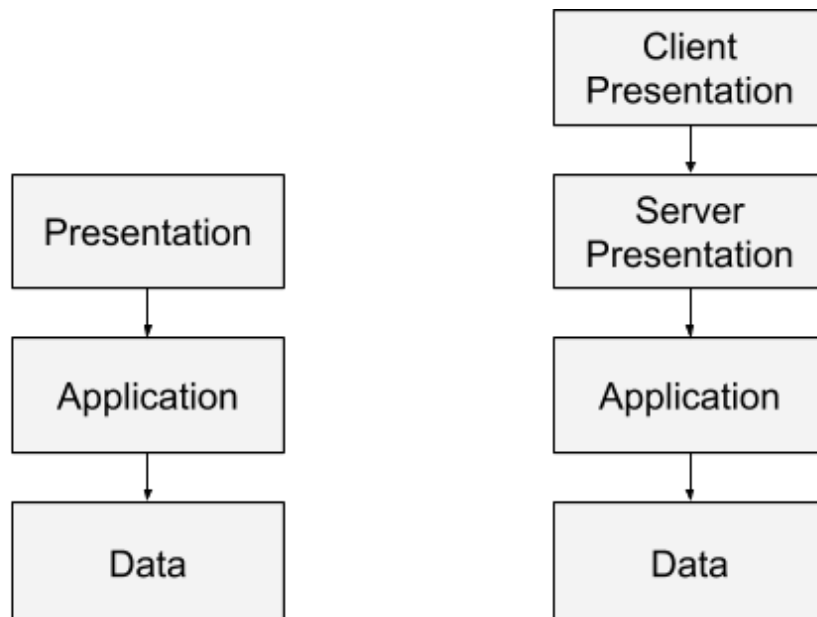 Presentation
Application
Data
Client
Presentation
Server
Presentation
Application
Data